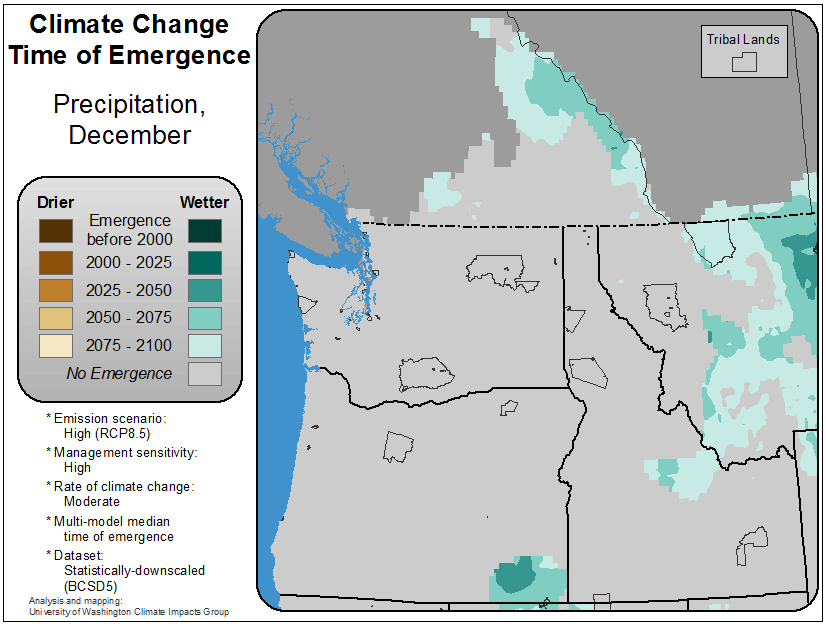 Climate Change
Time of Emergence
Precipitation,
December
Tribal Lands
Drier
Wetter
Emergence
before 2000
2000 - 2025
2025 - 2050
2050 - 2075
2075 - 2100
No Emergence
* Emission scenario:
High (RCP8.5)
* Management sensitivity:
High
* Rate of climate change:
Moderate
* Multi-model median
time of emergence
* Dataset:
Statistically-downscaled
(BCSD5)
Analysis and mapping:
University of Washington Climate Impacts Group